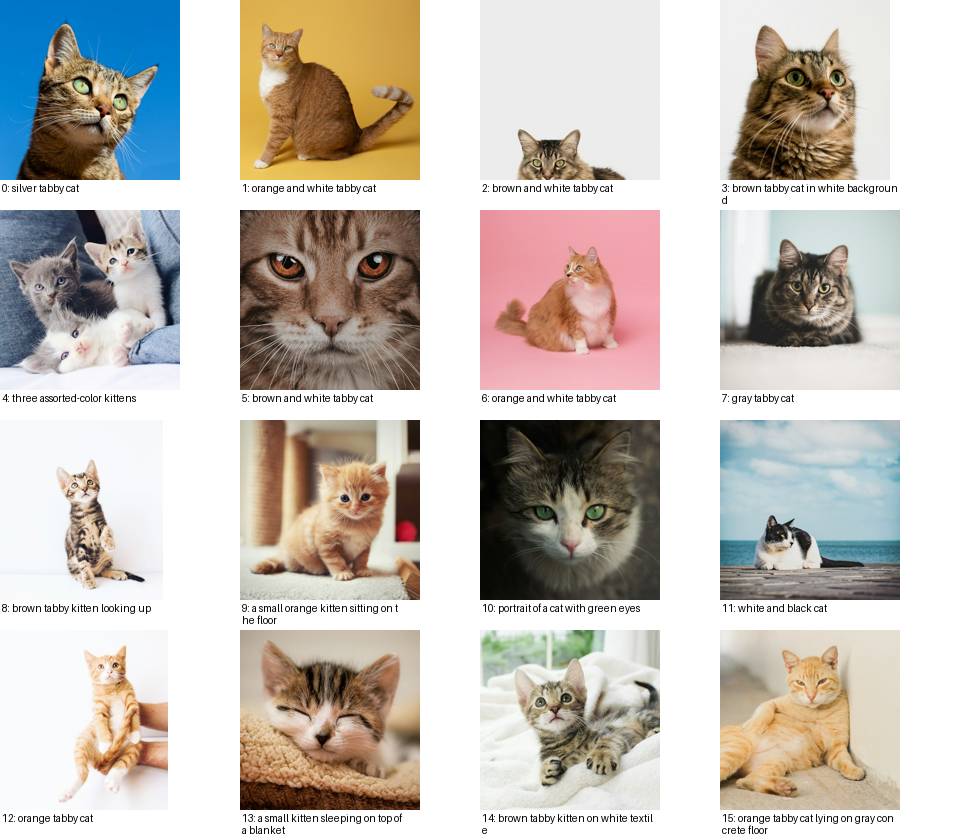 0: silver tabby cat
1: orange and white tabby cat
2: brown and white tabby cat
3: brown tabby cat in white backgroun
d
4: three assorted-color kittens
5: brown and white tabby cat
6: orange and white tabby cat
7: gray tabby cat
8: brown tabby kitten looking up
9: a small orange kitten sitting on t
he floor
10: portrait of a cat with green eyes
11: white and black cat
12: orange tabby cat
13: a small kitten sleeping on top of
a blanket
14: brown tabby kitten on white textil
e
15: orange tabby cat lying on gray con
crete floor